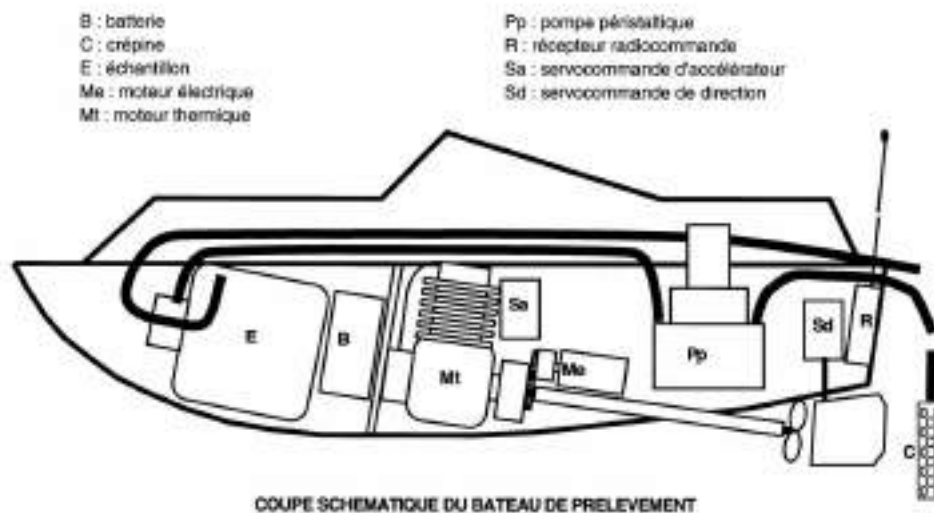 B : batterie
C : crépine
E : échantillon
Me : moteur électrique
Mt : moteur thermique
Pp : pompe péristaltique
R : récepteur radiocommande
Sa : servocommande d'accélérateur
Sd : servocommande de direction
E
B
Mt
Sa
Me
Pp
Sd
R
C
COUPE SCHEMATIQUE DU BATEAU DE PRELEVEMENT